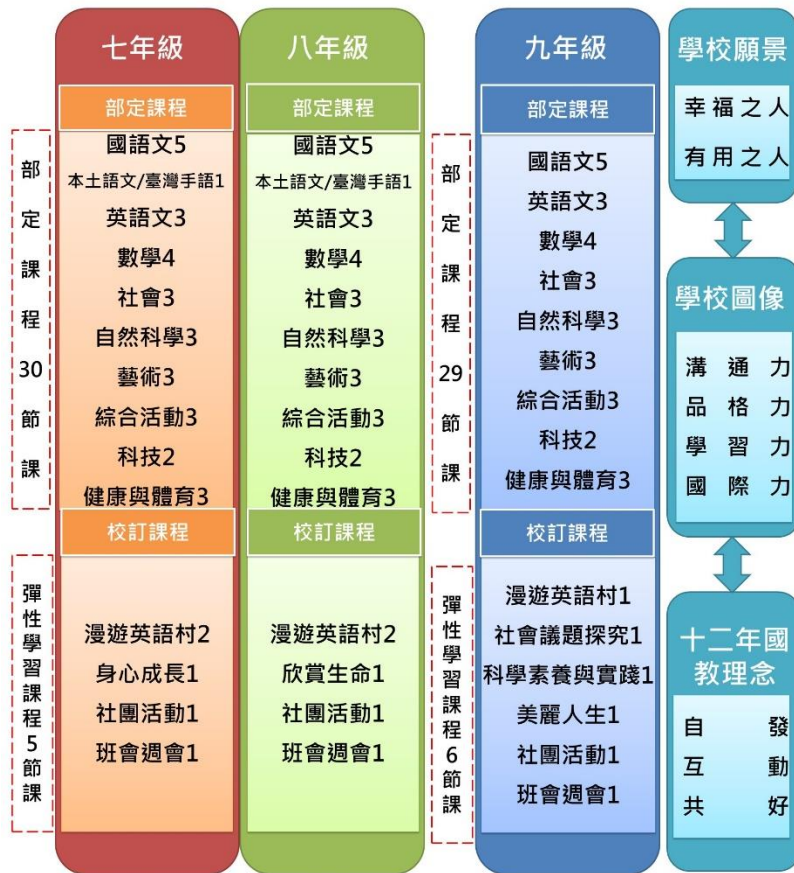 七年級
部定課程
部定課程30節課
國語文5
本土語文/臺灣手語1
英語文3
數學4
社會3
自然科學3
藝術3
綜合活動3
科技2
健康與體育3
校訂課程
彈性學習課程5節課
漫遊英語村2
身心成長1
社團活動1
班會週會1
八年級
部定課程
國語文5
本土語文/臺灣手語1
英語文3
數學4
社會3
自然科學3
藝術3
綜合活動3
科技2
健康與體育3
校訂課程
漫遊英語村2
欣賞生命1
社團活動1
班會週會1
九年級
部定課程
部定課程29節課
國語文5
英語文3
數學4
社會3
自然科學3
藝術3
綜合活動3
科技2
健康與體育3
校訂課程
彈性學習課程6節課
漫遊英語村1
社會議題探究1
科學素養與實踐1
美麗人生1
社團活動1
班會週會1
學校願景
幸福之人
有用之人
學校圖像
溝通力
品格力
學習力
國際力
十二年國
教理念
自發
互動
共好